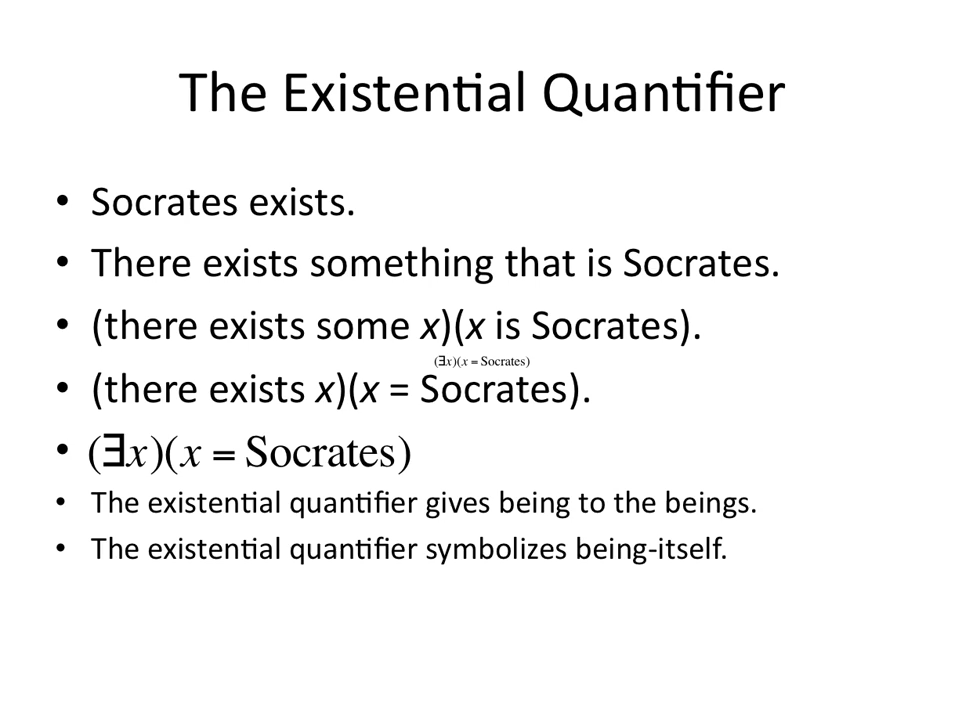 The Existential Quantifier
• Socrates exists.
• There exists something that is Socrates.
• (there exists some x)(x is Socrates).
(∃x)(x = Socrates)
• (there exists x)(x = Socrates).
• (∃x)(x = Socrates)
• The existential quantifier gives being to the beings.
• The existential quantifier symbolizes being-itself.